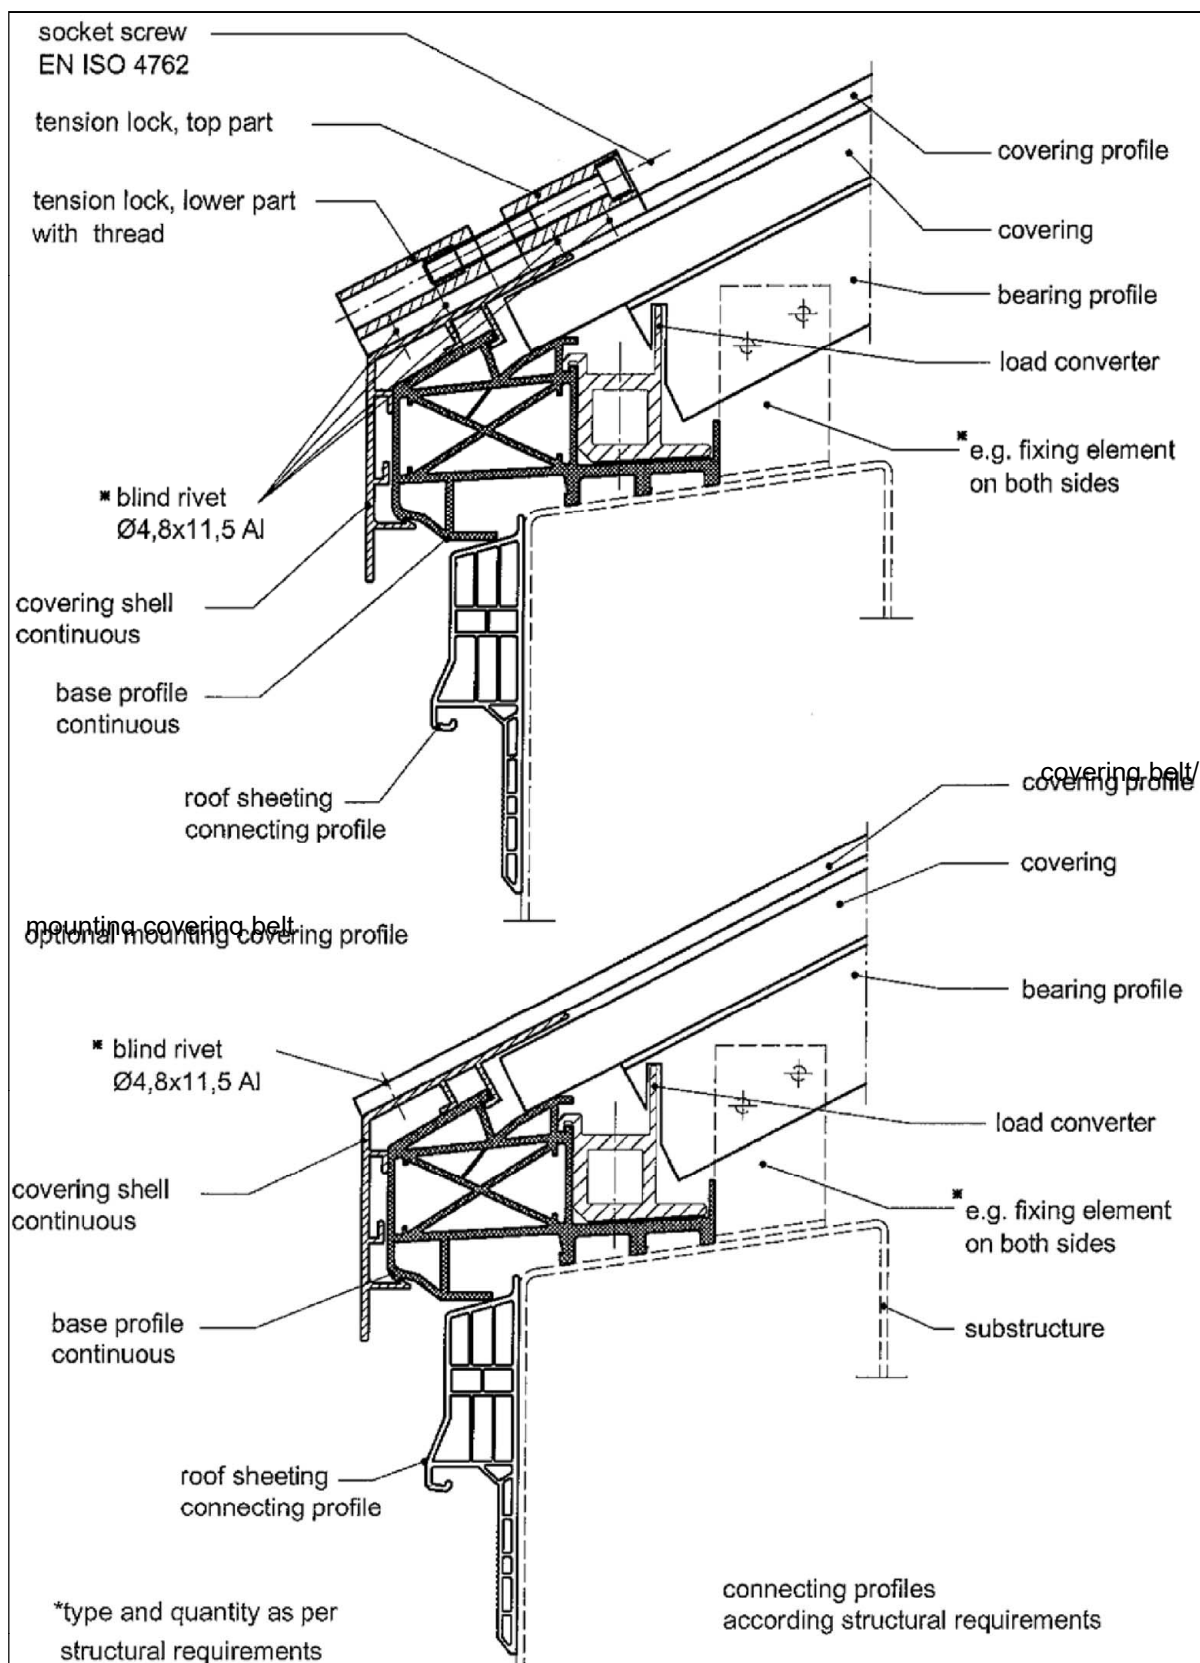 socket screw
EN ISO 4762
tension lock, top part
tension lock, lower part
with thread
covering profile
covering
bearing profile
load converter
* e.g. fixing element
on both sides
* blind rivet
Ø4,8x11,5 Al
covering shell
continuous
base profile
continuous
roof sheeting
connecting profile
covering belt/
covering profile
covering
mounting covering belt
optional mounting covering profile
bearing profile
* blind rivet
Ø4,8x11,5 Al
load converter
covering shell
continuous
* e.g. fixing element
on both sides
base profile
continuous
substructure
roof sheeting
connecting profile
connecting profiles
according structural requirements
*type and quantity as per
structural requirements